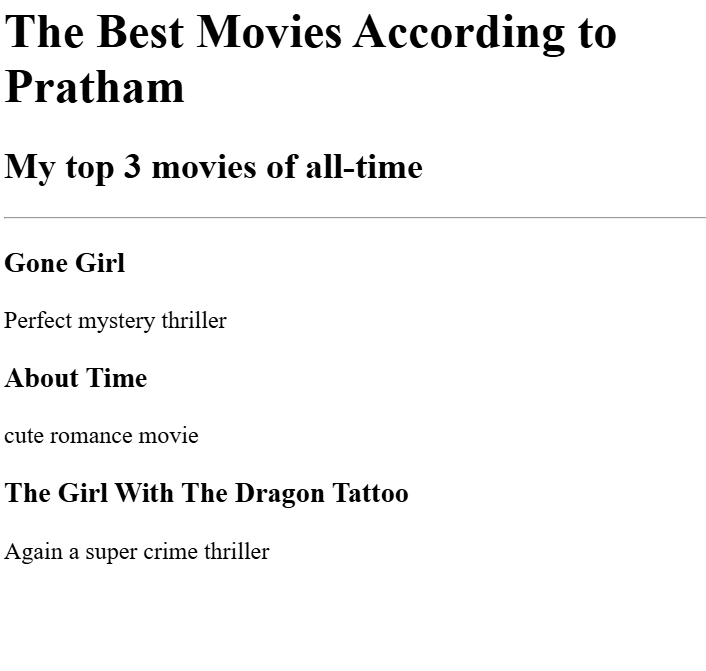 The Best Movies According to
Pratham
My top 3 movies of all-time
Gone Girl
Perfect mystery thriller
About Time
cute romance movie
The Girl With The Dragon Tattoo
Again a super crime thriller